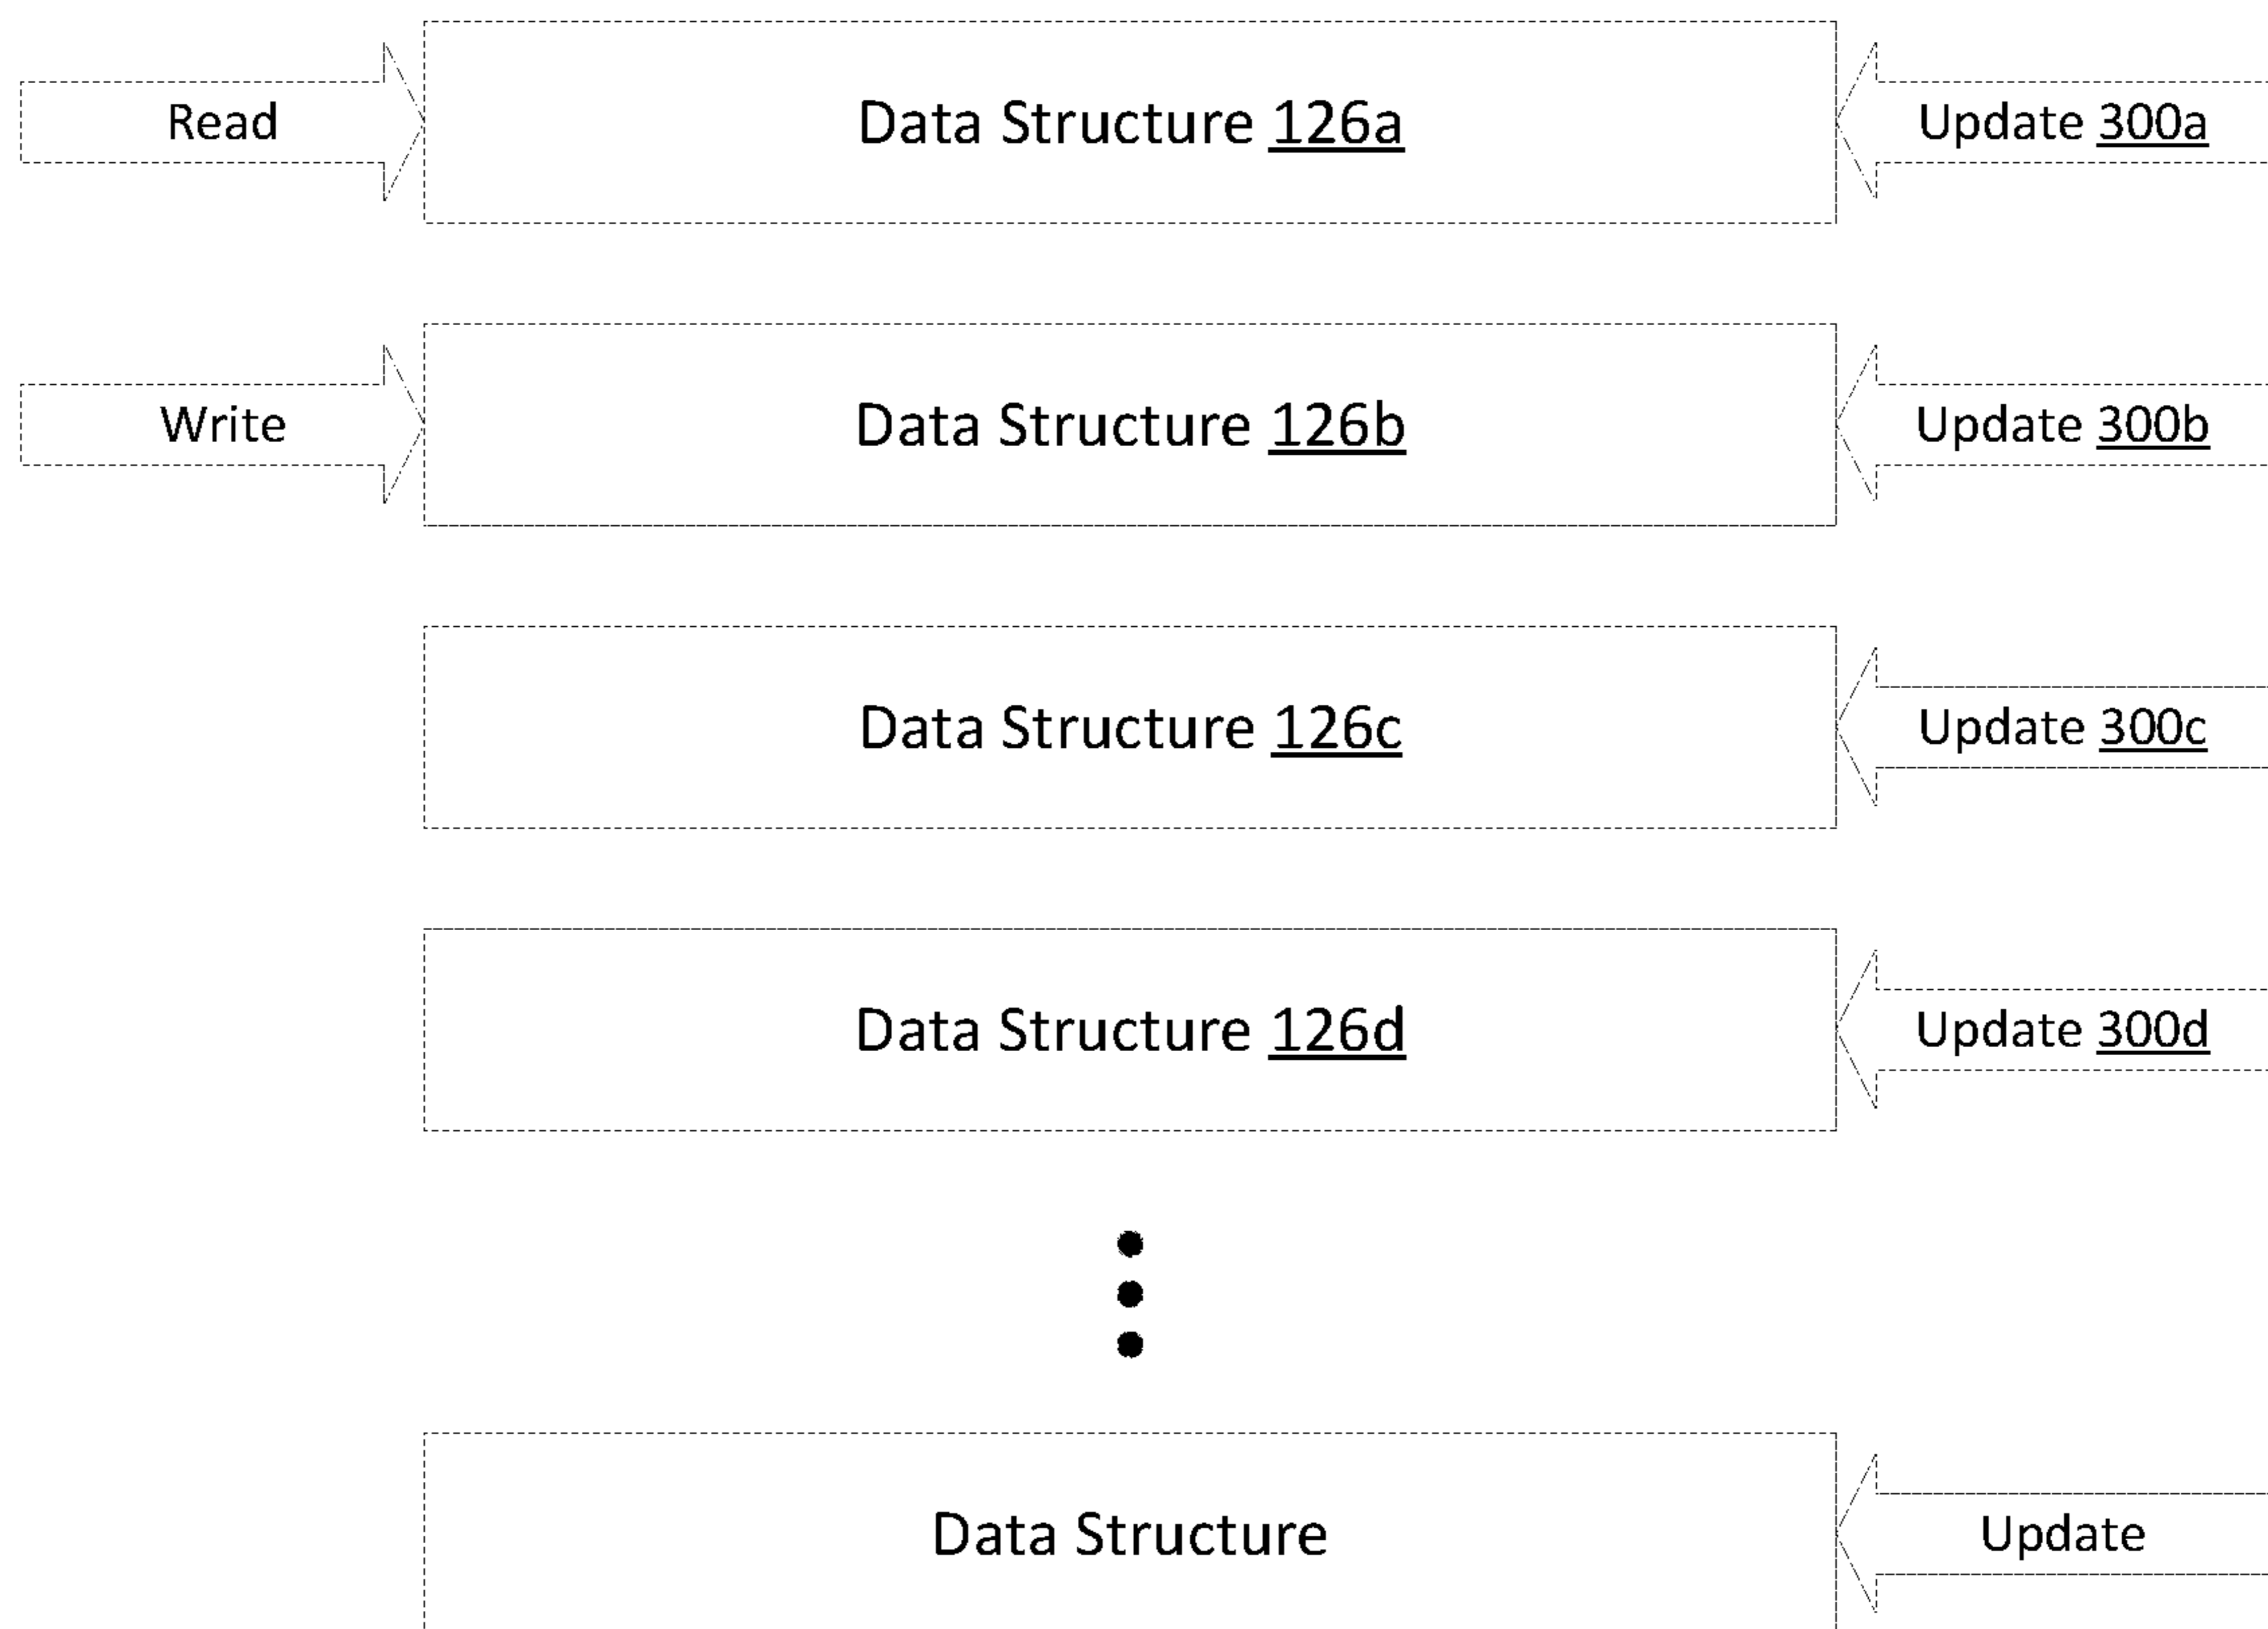 Read
Data Structure 126a
Update 300a
Write
Data Structure 126b
Update 300b
Data Structure 126c
Update 300c
Data Structure 126d
Update 300d
Data Structure
Update